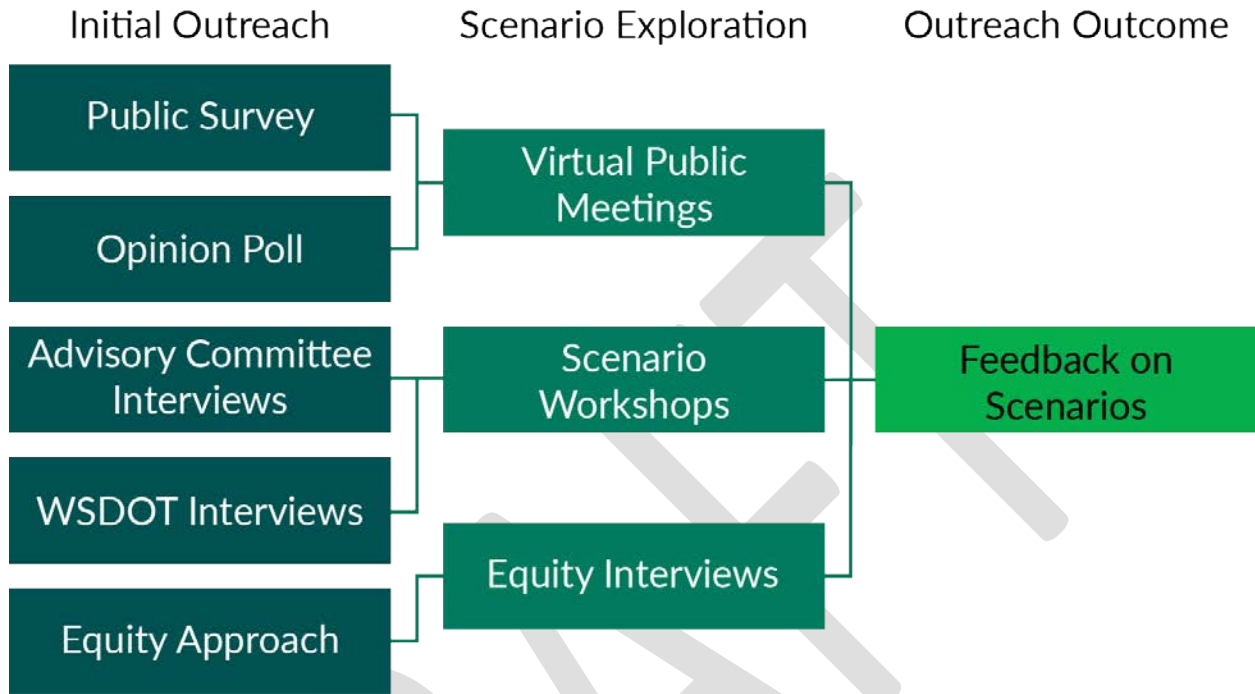 Initial Outreach
Scenario Exploration
Outreach Outcome
Public Survey
Opinion Poll
Advisory Committee
Interviews
WSDOT Interviews
Equity Approach
Virtual Public
Meetings
Scenario
Workshops
Equity Interviews
Feedback on
Scenarios
DRAFT